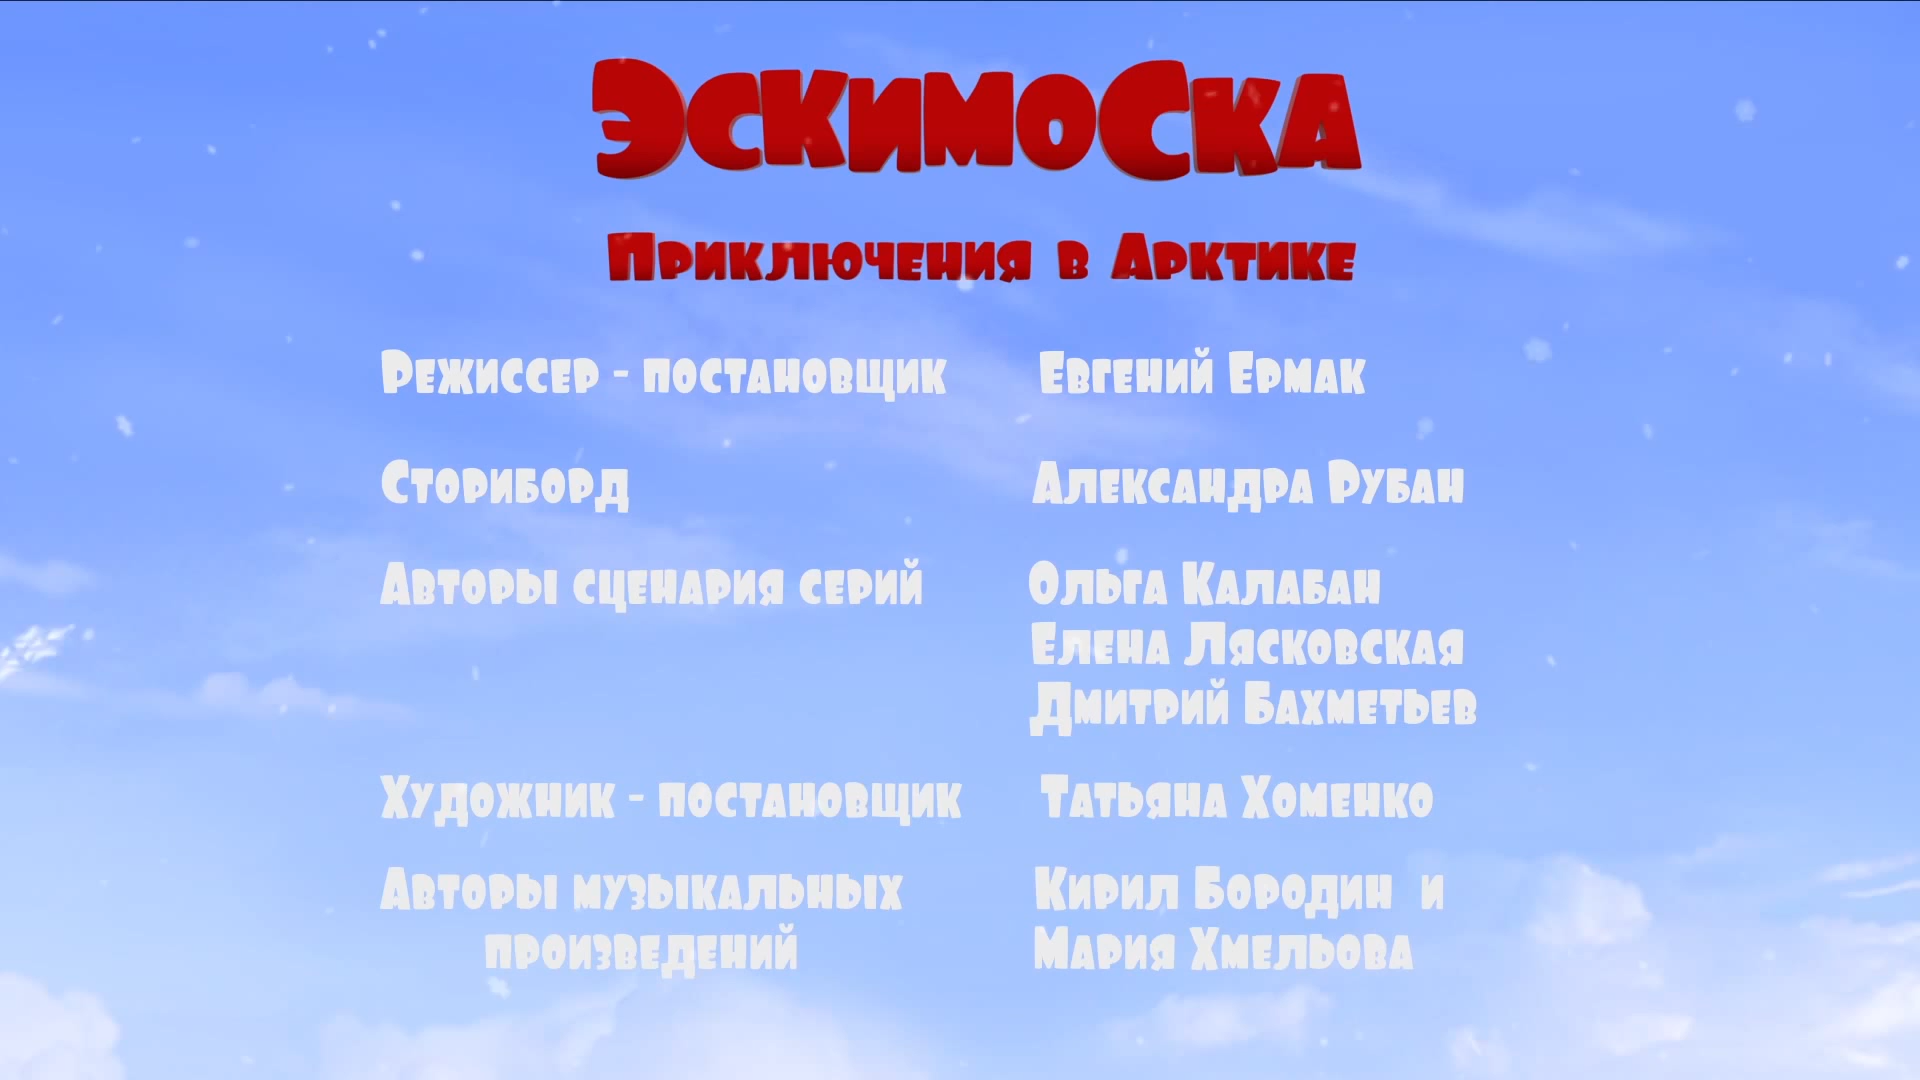 ЭскимоСка
Приключения в Арктике
Режиссер - постановщик Евгений Ермак
Сториборд Александра Рубан
Авторы сценария серий Ольга Калабан
Елена Лясковская
Дмитрий Бахметьев
Художник - постановщик Татьяна Хоменко
Авторы музыкальных Кирил Бородин и
произведений Мария Хмельова